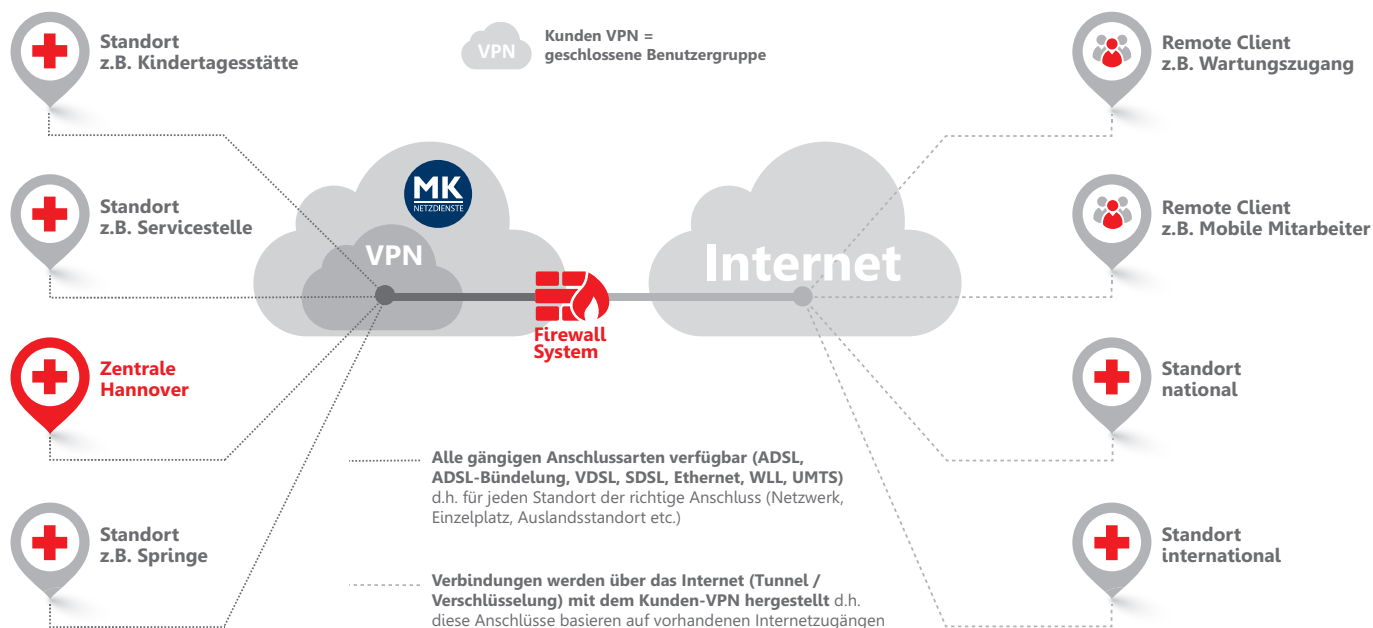 Standort
z.B. Kindertagesstätte
VPN
Kunden VPN =
geschlossene Benutzergruppe
Remote Client
z.B. Wartungszugang
Standort
z.B. Servicestelle
MK
NETZDIENSTE
VPN
Internet
Firewall
System
Remote Client
z.B. Mobile Mitarbeiter
Zentrale
Hannover
Standort
national
Alle gängigen Anschlussarten verfügbar (ADSL,
ADSL-Bündelung, VDSL, SDSL, Ethernet, WLL, UMTS)
d.h. für jeden Standort der richtige Anschluss (Netzwerk,
Einzelplatz, Auslandsstandort etc.)
Standort
z.B. Springe
Standort
international
Verbindungen werden über das Internet (Tunnel /
Verschlüsselung) mit dem Kunden-VPN hergestellt d.h.
diese Anschlüsse basieren auf vorhandenen Internetzugängen